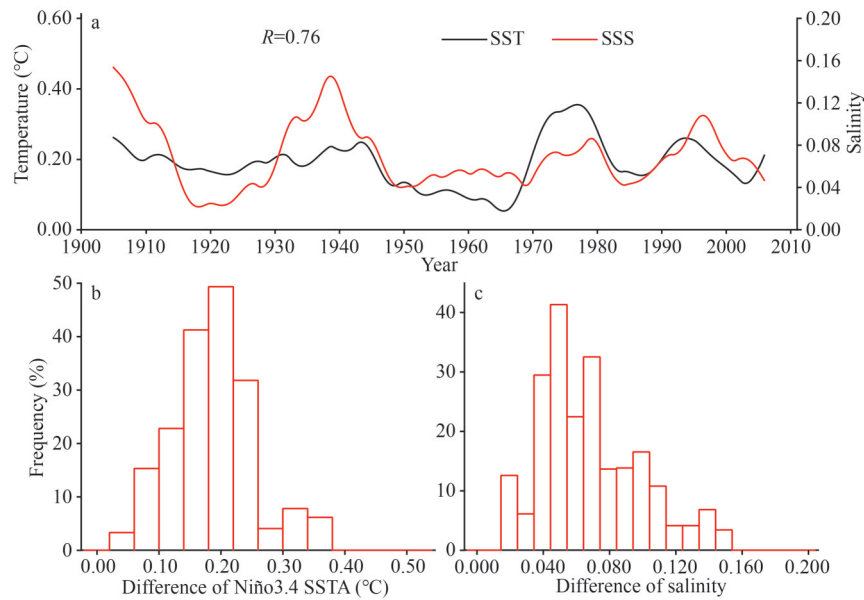 a
R=0.76
SST
SSS
Temperature (℃)
0.60
0.40
0.20
0.00
Salinity
0.20
0.16
0.12
0.08
0.04
0.00
1900 1910 1920 1930 1940 1950 1960 1970 1980 1990 2000 2010
Year
b
Frequency (%)
50
40
30
20
10
0
0.00 0.10 0.20 0.30 0.40 0.50
Difference of Niño3.4 SSTA (℃)
c
40
30
20
10
0
0.000 0.040 0.080 0.120 0.160 0.200
Difference of salinity